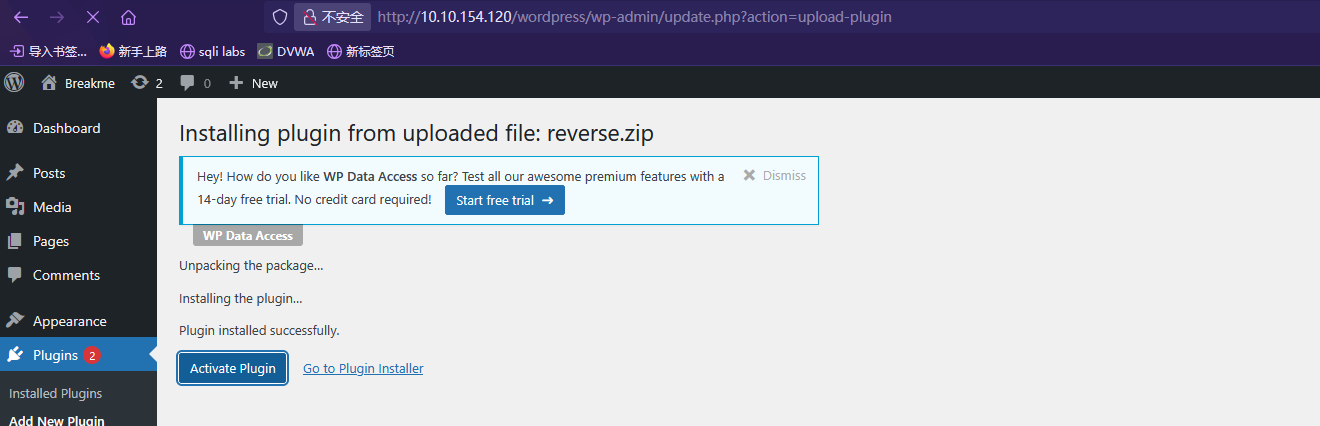 不安全 http://10.10.154.120/wordpress/wp-admin/update.php?action=upload-plugin
导入书签... 新手上路 sqli labs DVWA 新标签页
Breakme 2 0 New
Dashboard
Posts
Media
Pages
Comments
Appearance
Plugins 2
Installed Plugins
Add New Plugin
Installing plugin from uploaded file: reverse.zip
Hey! How do you like WP Data Access so far? Test all our awesome premium features with a
14-day free trial. No credit card required! Start free trial →
Dismiss
WP Data Access
Unpacking the package…
Installing the plugin…
Plugin installed successfully.
Activate Plugin Go to Plugin Installer